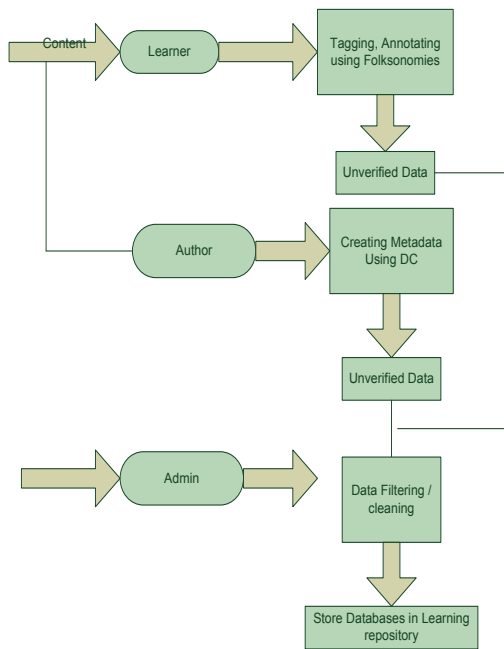 Content
Learner
Tagging, Annotating
using Folksonomies
Unverified Data
Author
Creating Metadata
Using DC
Unverified Data
Admin
Data Filtering /
cleaning
Store Databases in Learning
repository